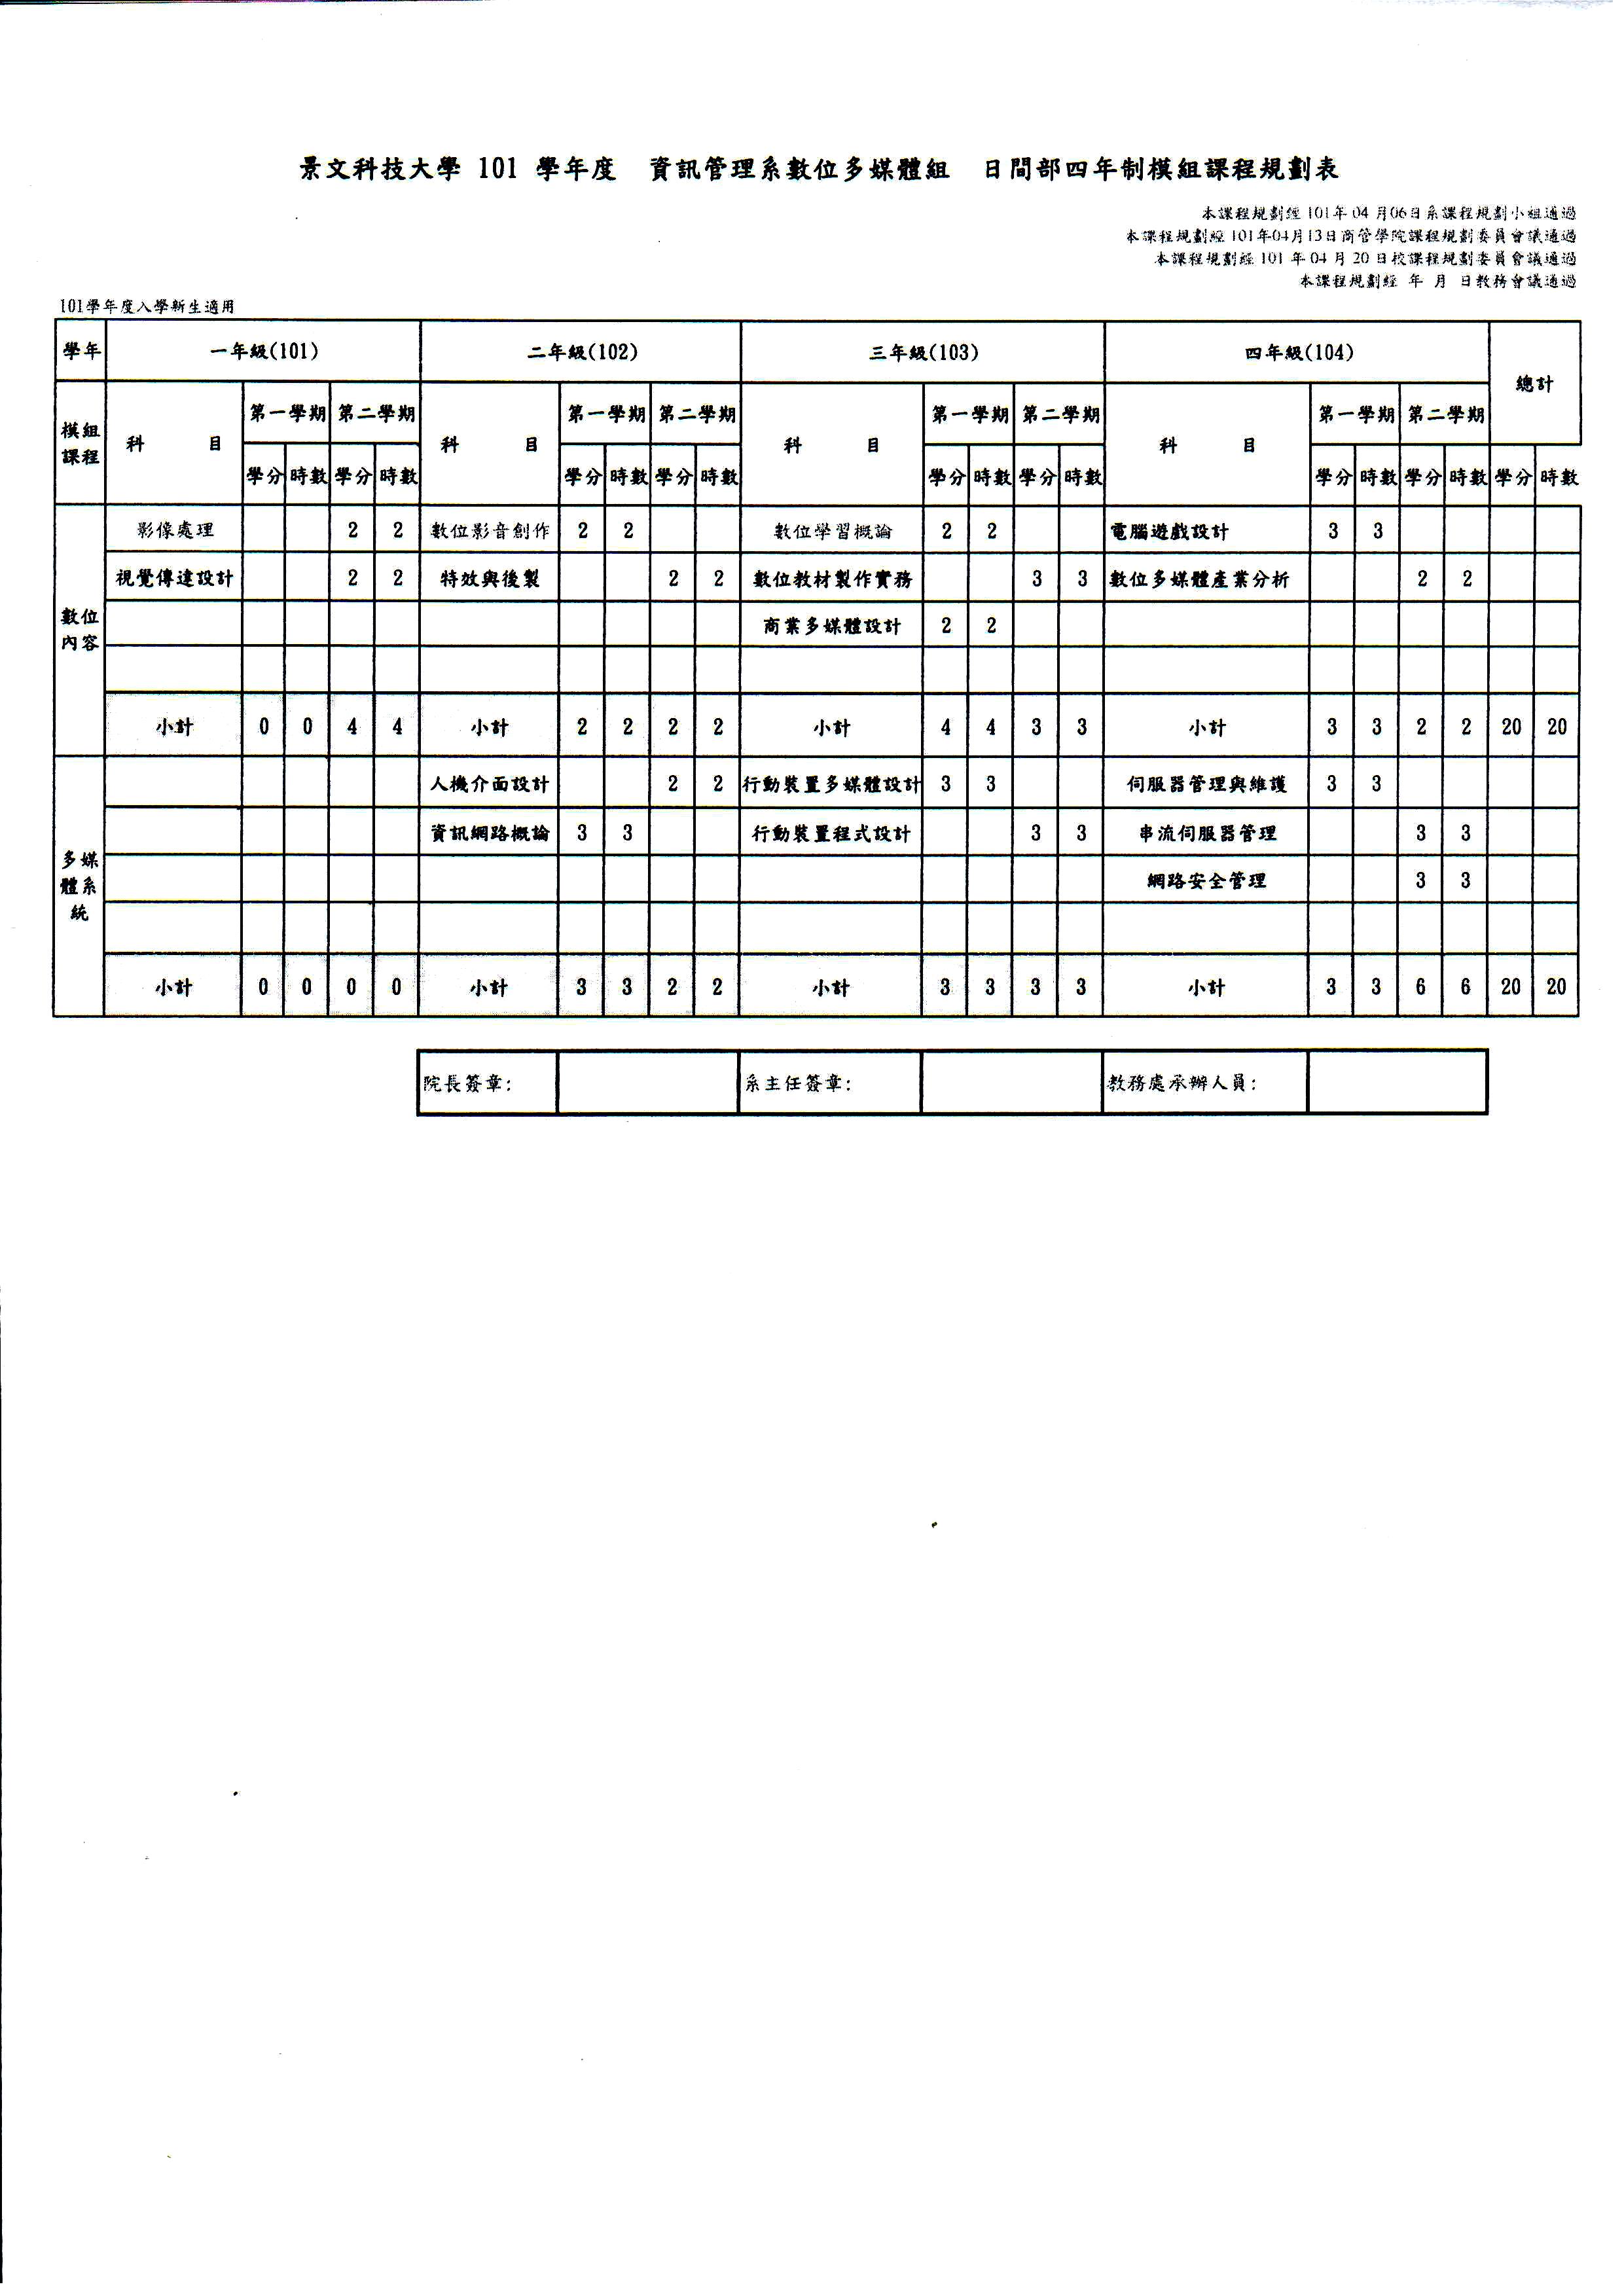 景文科技大學 101 學年度 資訊管理系數位多媒體組 日間部四年制模組課程規劃表
本課程規劃經101年04月06日系課程規劃小組通過
本課程規劃經101年04月13日商管學院課程規劃委員會議通過
本課程規劃經101年04月20日校課程規劃委員會議通過
本課程規劃經 年 月 日教務會議通過
101學年度入學新生適用
學年 一年級(101) 二年級(102) 三年級(103) 四年級(104) 總計
模組課程 科目 第一學期 第二學期 科目 第一學期 第二學期 科目 第一學期 第二學期 科目 第一學期 第二學期
學分 時數 學分 時數 學分 時數 學分 時數 學分 時數 學分 時數 學分 時數 學分 時數 學分 時數
數位內容
影像處理 2 2 數位影音創作 2 2 數位學習概論 2 2 電腦遊戲設計 3 3
視覺傳達設計 2 2 特效與後製 2 2 數位教材製作實務 3 3 數位多媒體產業分析 2 2
商業多媒體設計 2 2
小計 0 0 4 4 小計 2 2 2 2 小計 4 4 3 3 小計 3 3 2 2 20 20
多媒體系統
人機介面設計 2 2 行動裝置多媒體設計 3 3 伺服器管理與維護 3 3
資訊網路概論 3 3 行動裝置程式設計 3 3 串流伺服器管理 3 3
網路安全管理 3 3
小計 0 0 0 0 小計 3 3 2 2 小計 3 3 3 3 小計 3 3 6 6 20 20
院長簽章: 系主任簽章: 教務處承辦人員: